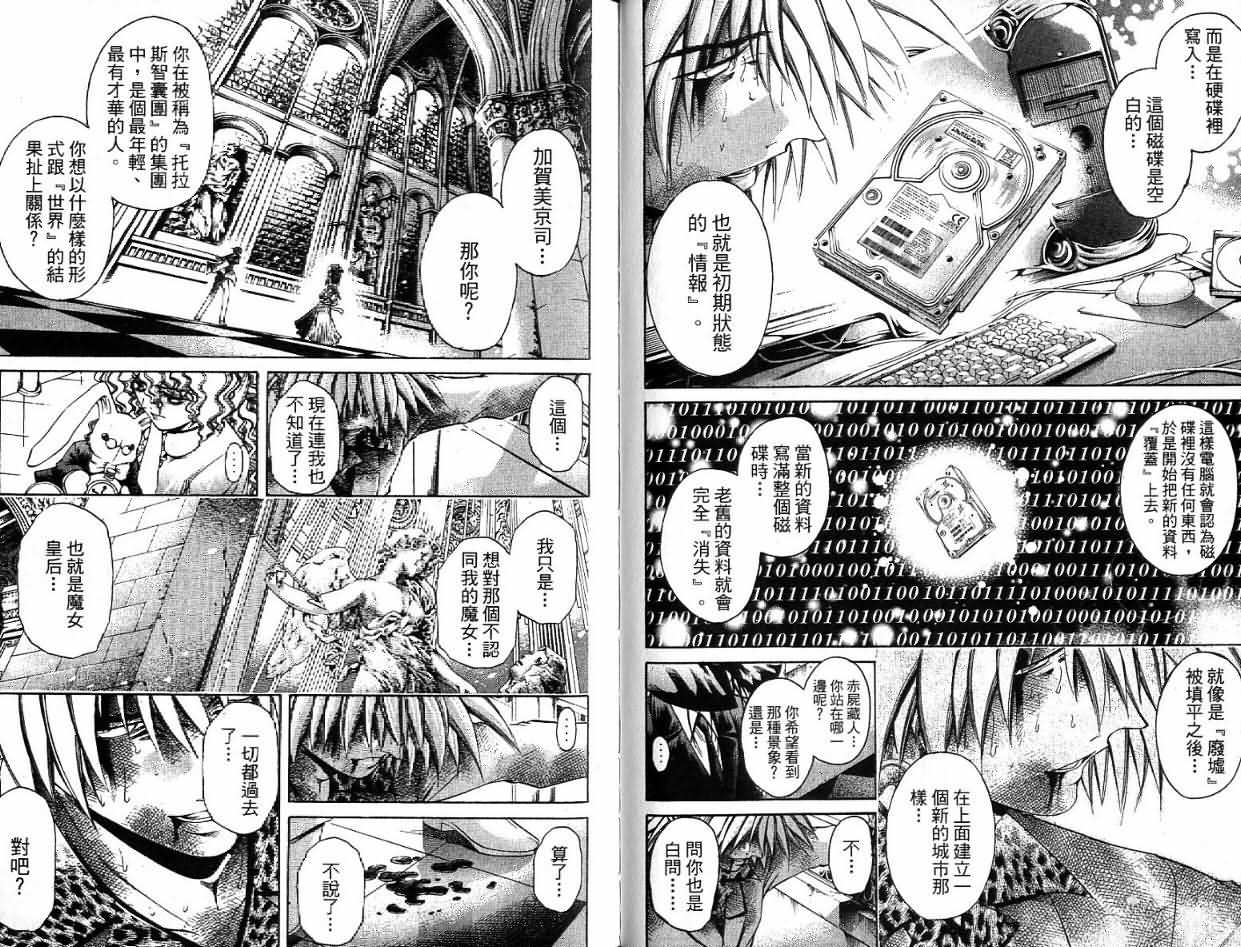 而是在硬碟裡
寫入⋯
這個磁碟是空
白的⋯
也就是初期狀態
的『情報』。
這樣電腦就會認為磁
碟裡沒有任何東西，
於是開始把新的資料
『覆蓋』上去。
當新的資料
寫滿整個磁
碟時⋯
老舊的資料就會
完全『消失』。
就像是『廢墟』
被填平之後⋯
在上面建立一
個新的城市那
樣⋯
赤屍藏人⋯
你站在哪一
邊呢？
你希望看到
那種景象？
還是⋯
⋯
不⋯
問你也是
白問⋯⋯
加賀美京司⋯
那你呢？
你在被稱為『托拉
斯智囊團』的集團
中，是個最年輕、
最有才華的人。
你想以什麼樣的形
式跟『世界』的結
果扯上關係？
這個⋯
現在連我也
不知道了⋯
⋯
我只是⋯
想對那個不認
同我的魔女⋯
也就是魔女
皇后⋯
⋯
一切都過去
了⋯
算了⋯
不說了⋯
對吧？